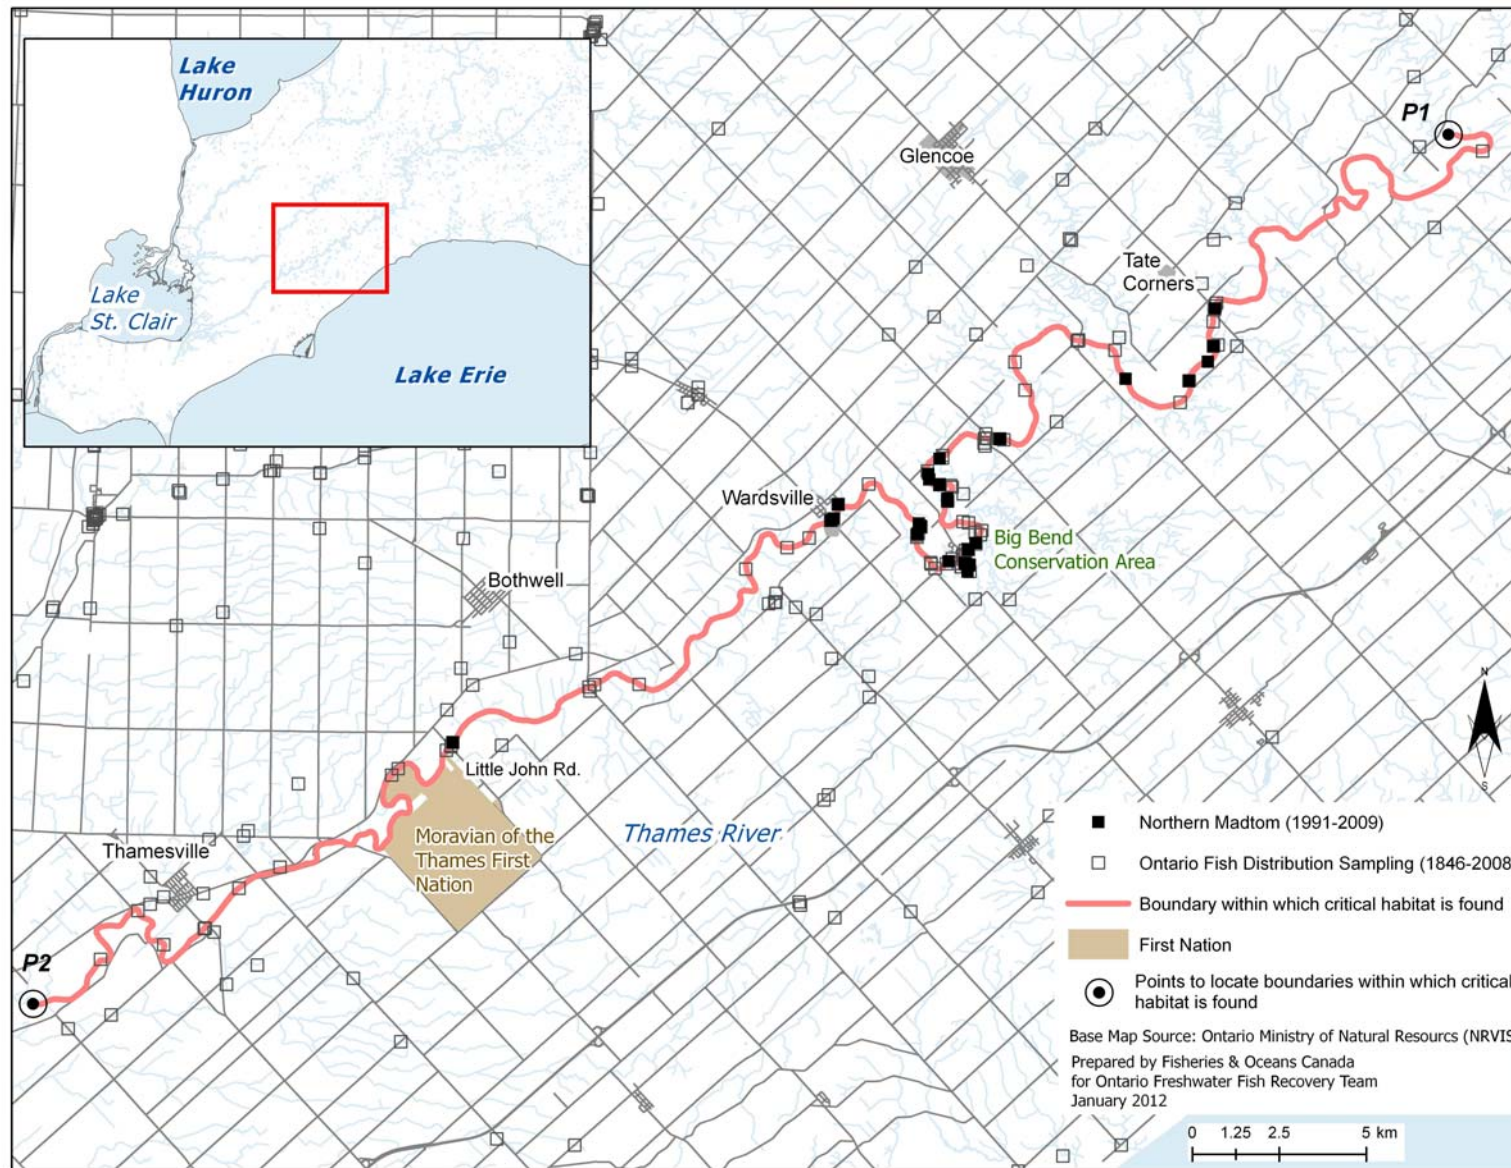 Lake
Huron
Lake
St. Clair
Lake Erie
P1
Glencoe
Tate
Corners
Wardsville
Big Bend
Conservation Area
Bothwell
Little John Rd.
Moravian of the
Thames First
Nation
Thames River
Thamesville
P2
N
S
Northern Madtom (1991-2009)
Ontario Fish Distribution Sampling (1846-2008
Boundary within which critical habitat is found
First Nation
Points to locate boundaries within which critical
habitat is found
Base Map Source: Ontario Ministry of Natural Resourcs (NRVIS
Prepared by Fisheries & Oceans Canada
for Ontario Freshwater Fish Recovery Team
January 2012
0 1.25 2.5 5 km